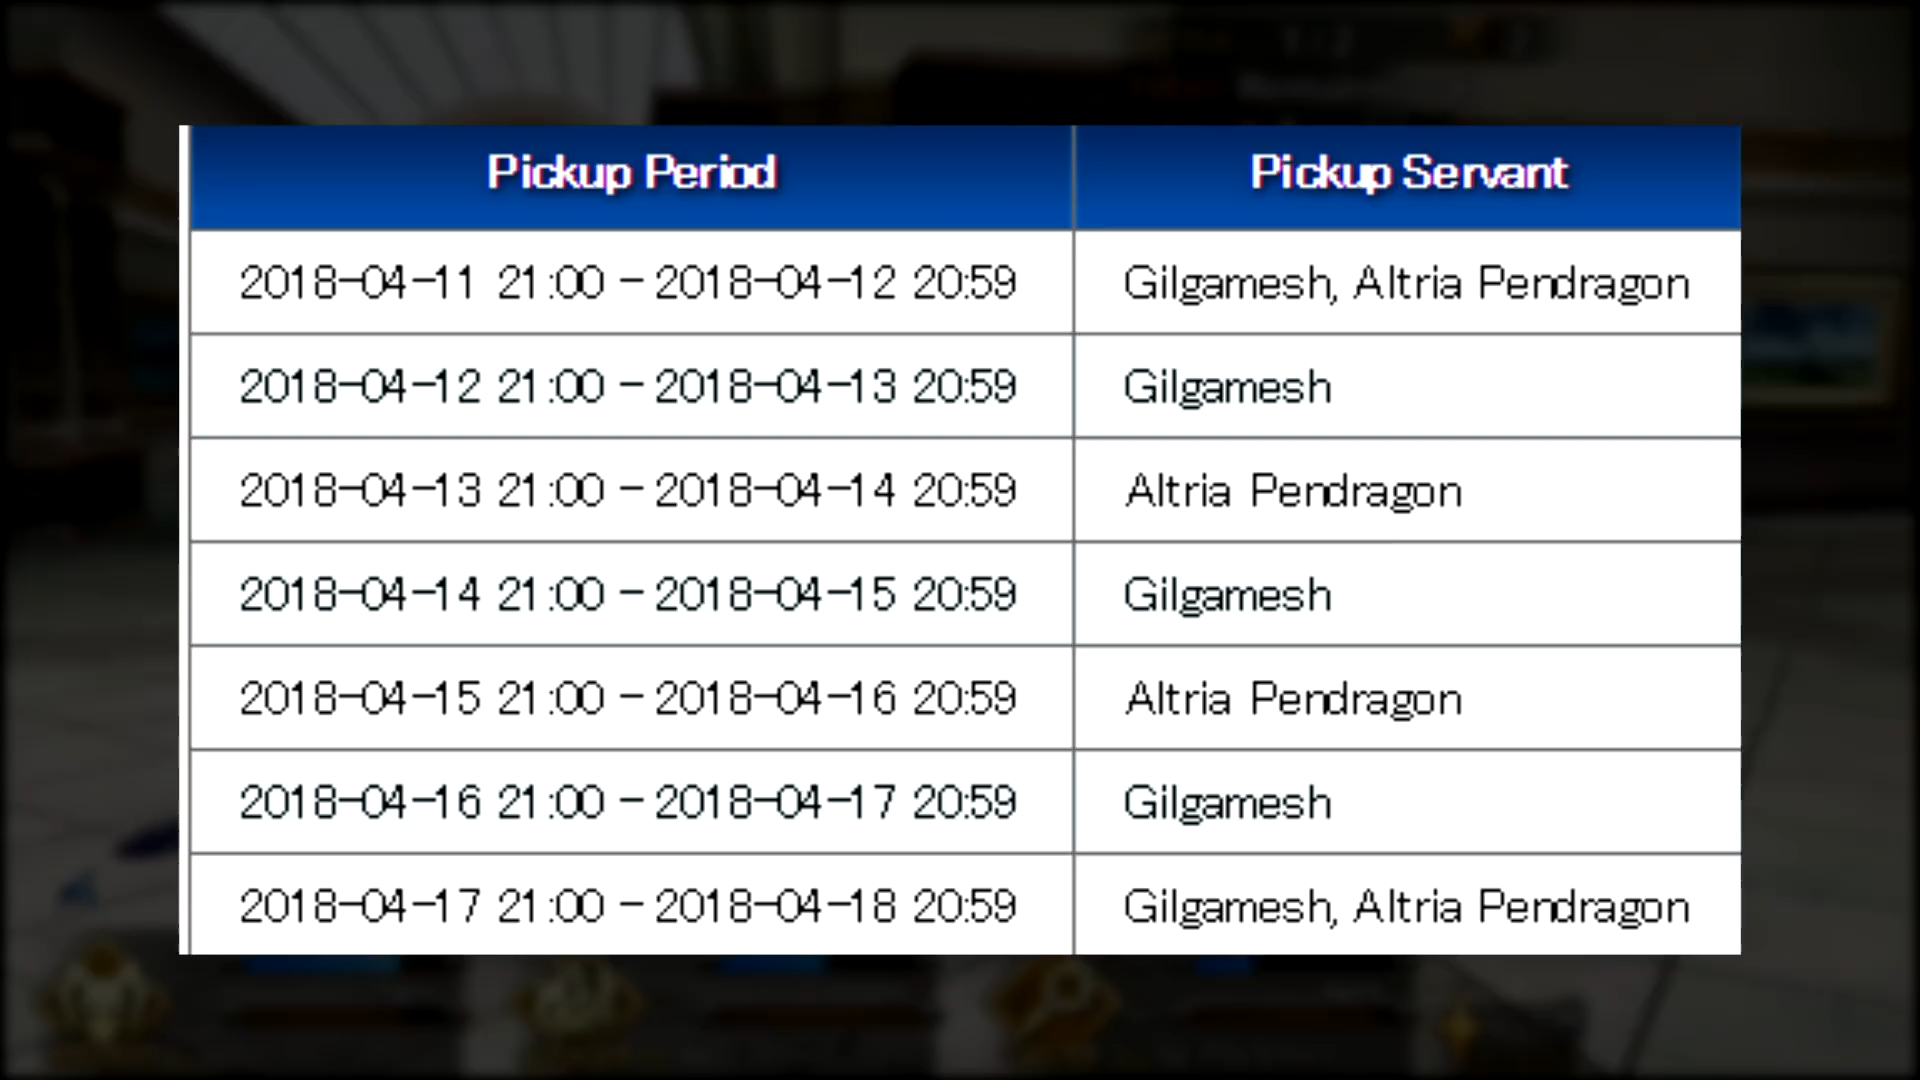 Pickup Period Pickup Servant
2018-04-11 21:00 - 2018-04-12 20:59 Gilgamesh, Altria Pendragon
2018-04-12 21:00 - 2018-04-13 20:59 Gilgamesh
2018-04-13 21:00 - 2018-04-14 20:59 Altria Pendragon
2018-04-14 21:00 - 2018-04-15 20:59 Gilgamesh
2018-04-15 21:00 - 2018-04-16 20:59 Altria Pendragon
2018-04-16 21:00 - 2018-04-17 20:59 Gilgamesh
2018-04-17 21:00 - 2018-04-18 20:59 Gilgamesh, Altria Pendragon